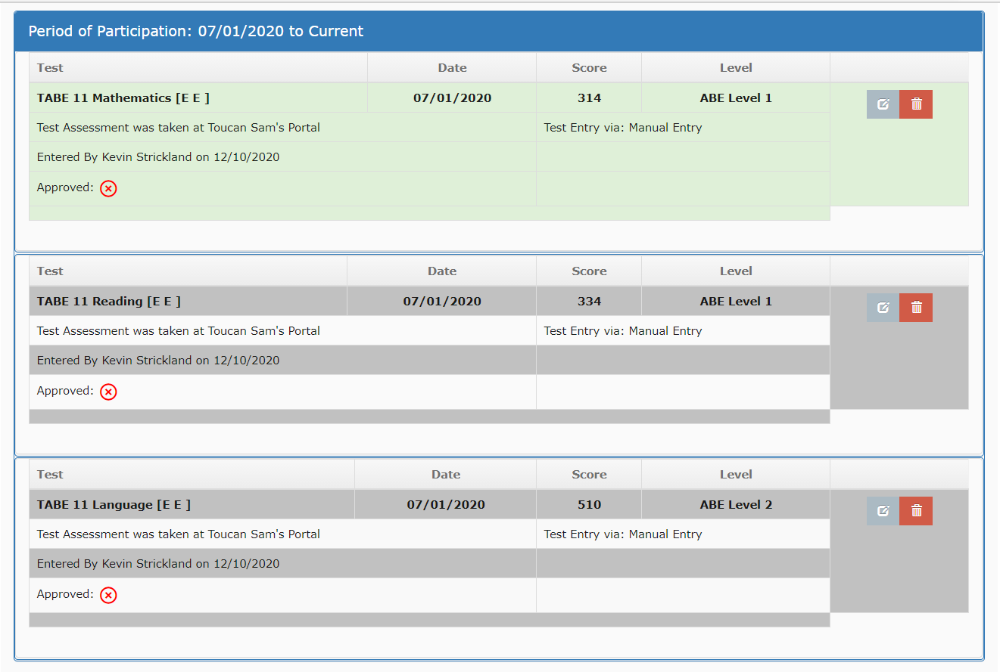 Period of Participation: 07/01/2020 to Current
Test Date Score Level
TABE 11 Mathematics [E E ] 07/01/2020 314 ABE Level 1
Test Assessment was taken at Toucan Sam's Portal Test Entry via: Manual Entry
Entered By Kevin Strickland on 12/10/2020
Approved:
Test Date Score Level
TABE 11 Reading [E E ] 07/01/2020 334 ABE Level 1
Test Assessment was taken at Toucan Sam's Portal Test Entry via: Manual Entry
Entered By Kevin Strickland on 12/10/2020
Approved:
Test Date Score Level
TABE 11 Language [E E ] 07/01/2020 510 ABE Level 2
Test Assessment was taken at Toucan Sam's Portal Test Entry via: Manual Entry
Entered By Kevin Strickland on 12/10/2020
Approved: